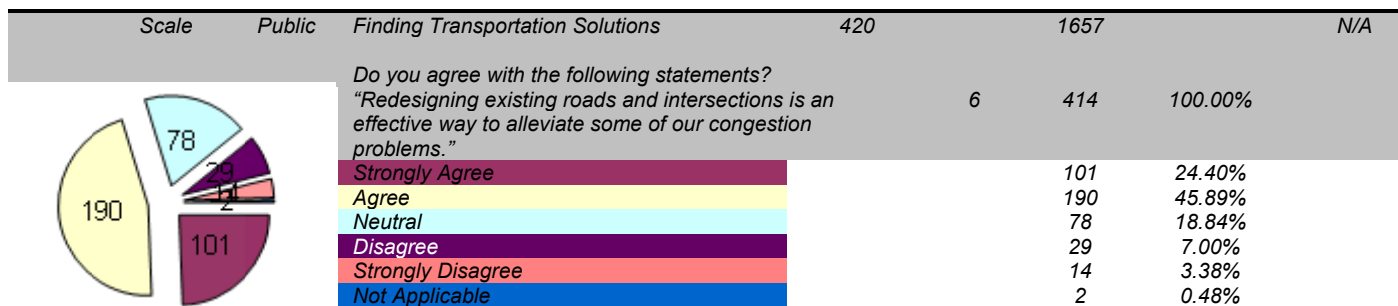 Scale Public Finding Transportation Solutions 420 1657 N/A
Do you agree with the following statements?
“Redesigning existing roads and intersections is an 6 414 100.00%
effective way to alleviate some of our congestion
problems.”
Strongly Agree 101 24.40%
Agree 190 45.89%
Neutral 78 18.84%
Disagree 29 7.00%
Strongly Disagree 14 3.38%
Not Applicable 2 0.48%
78
29
14
2
190
101